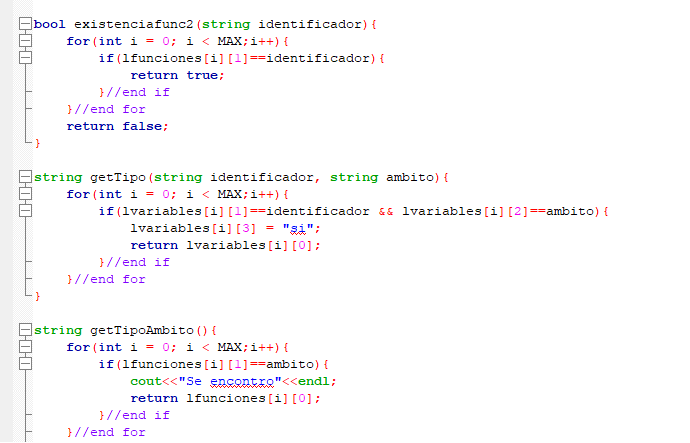 bool existenciafunc2(string identificador){
for(int i = 0; i < MAX;i++){
if(lfunciones[i][1]==identificador){
return true;
}//end if
}//end for
return false;
}
string getTipo(string identificador, string ambito){
for(int i = 0; i < MAX;i++){
if(lvariables[i][1]==identificador && lvariables[i][2]==ambito){
lvariables[i][3] = "si";
return lvariables[i][0];
}//end if
}//end for
}
string getTipoAmbito(){
for(int i = 0; i < MAX;i++){
if(lfunciones[i][1]==ambito){
cout<<"Se encontro"<<endl;
return lfunciones[i][0];
}//end if
}//end for